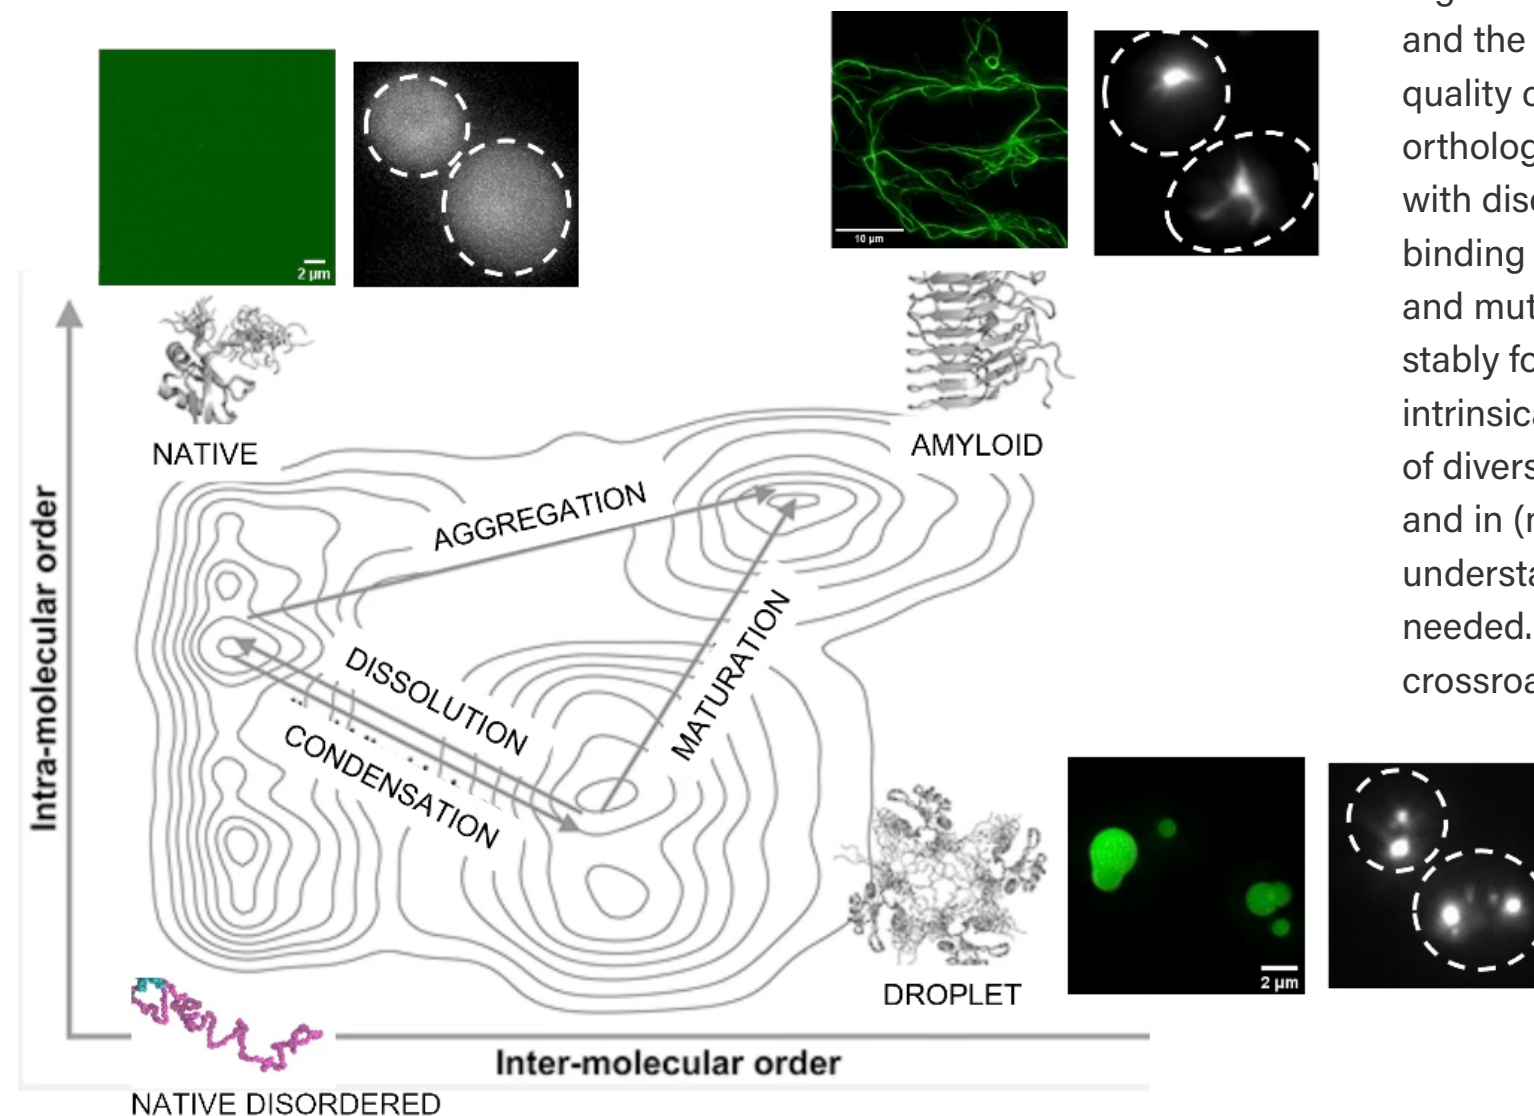 and the
quality o
ortholog
with diso
binding
and mut
stably fo
intrinsica
of divers
and in (r
understa
needed.
crossroa
2 µm
10 µm
NATIVE
AMYLOID
AGGREGATION
DISSOLUTION
CONDENSATION
MATURATION
Intra-molecular order
2 µm
DROPLET
Inter-molecular order
NATIVE DISORDERED